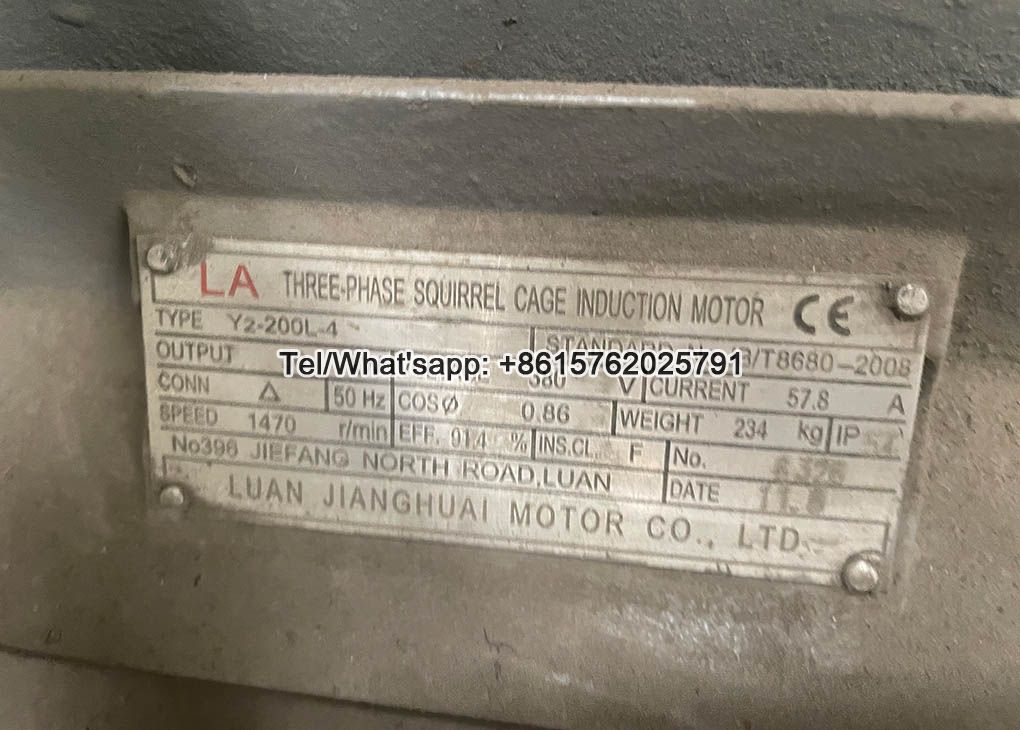 LA THREE-PHASE SQUIRREL CAGE INDUCTION MOTOR CE
TYPE Y2-200L-4 /T8680-2008
Tel/What'sapp: +8615762025791
OUTPUT 380 V CURRENT 57.8 A
CONN Δ 50 Hz COSØ 0.86 WEIGHT 234 kg IP
SPEED 1470 r/min EFF. % INS.CL. F No.
No396 JIEFANG NORTH ROAD,LUAN DATE
LUAN JIANGHUAI MOTOR CO., LTD.